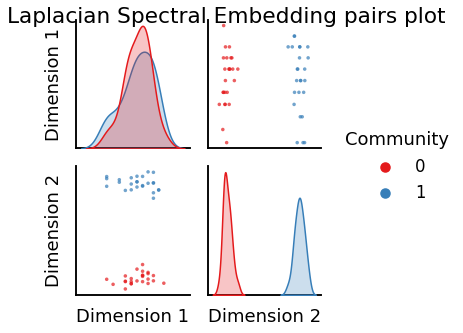 Laplacian Spectral Embedding pairs plot
Dimension 1
Community
0
1
Dimension 2
Dimension 1
Dimension 2